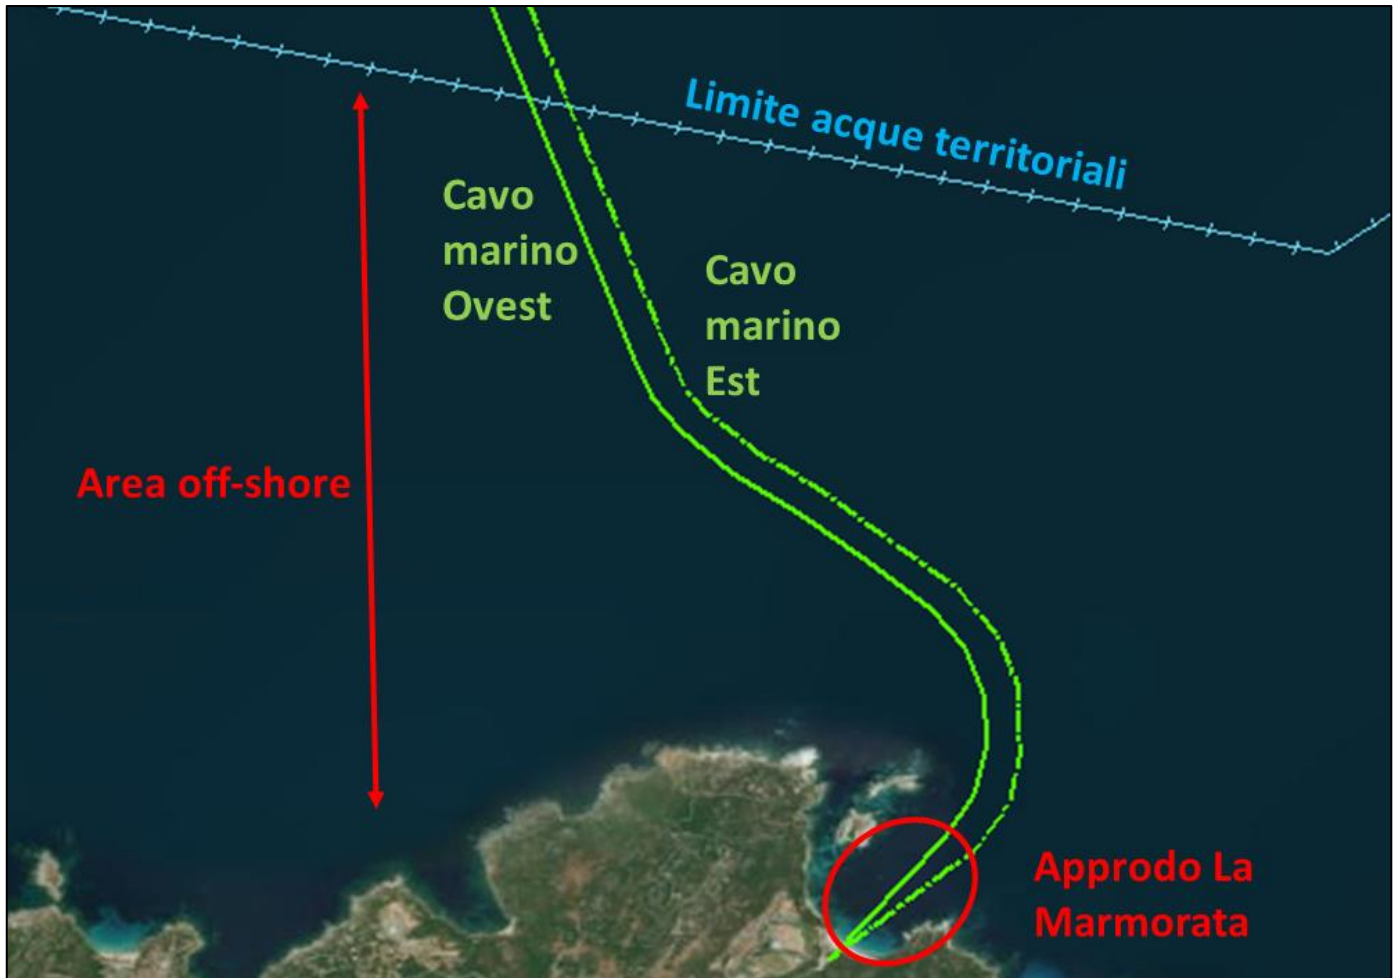 Limite acque territoriali
Cavo
marino
Ovest
Cavo
marino
Est
Area off-shore
Approdo La
Marmorata